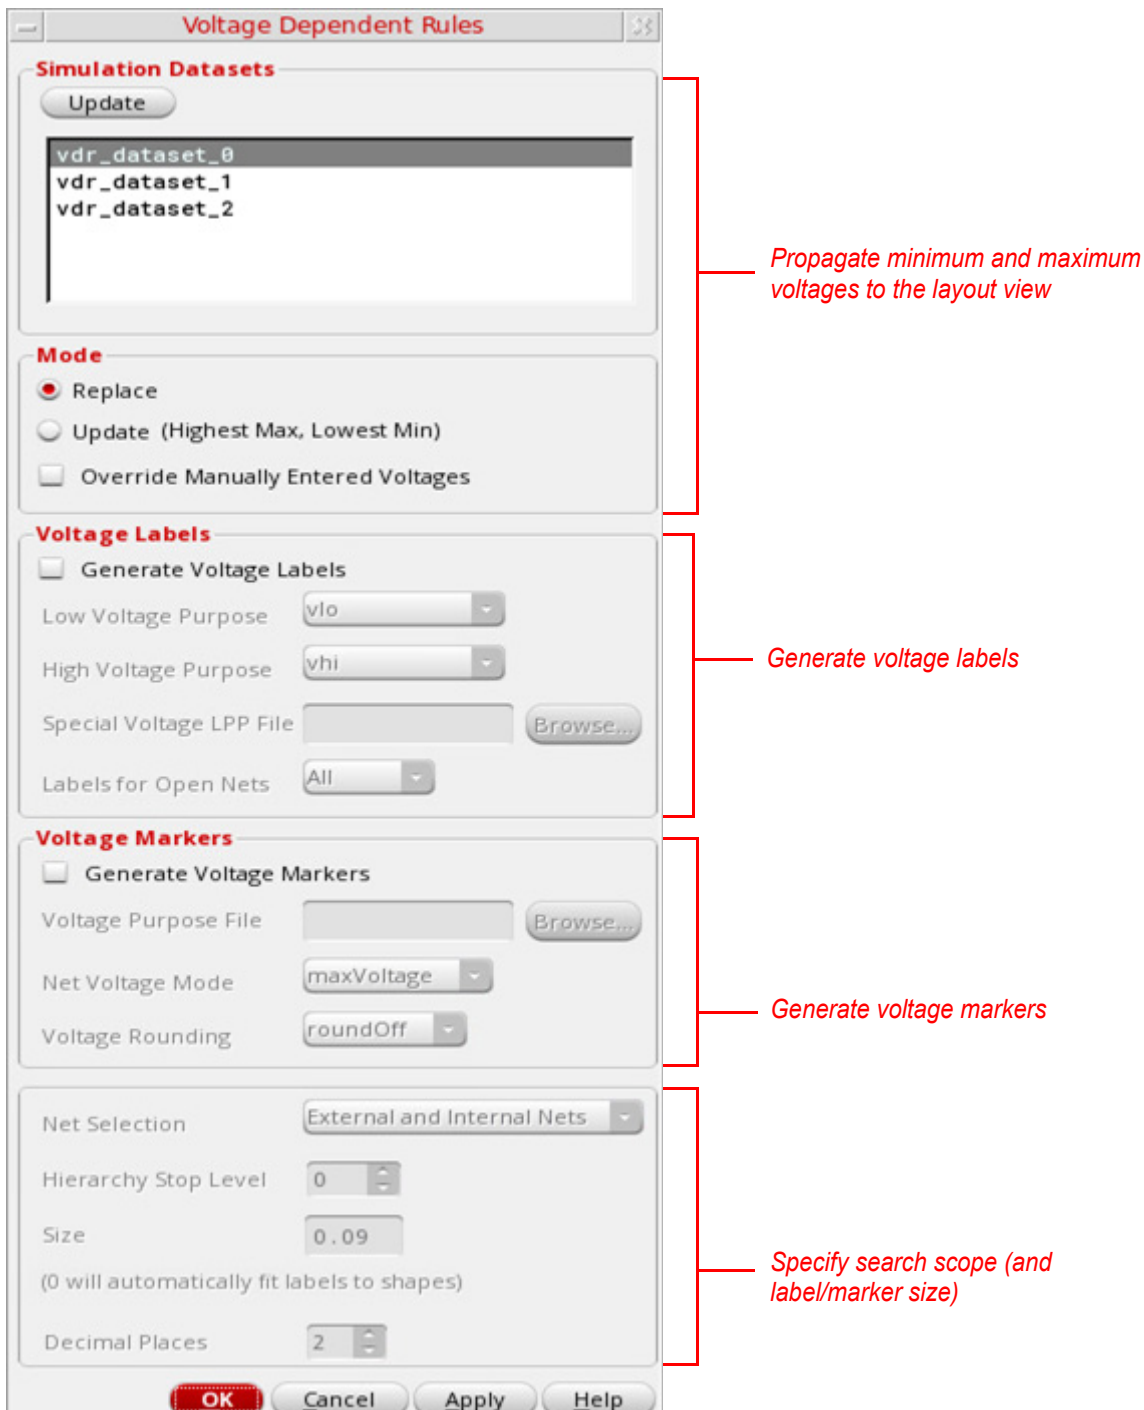 Voltage Dependent Rules
Simulation Datasets
Update
vdr_dataset_0
vdr_dataset_1
vdr_dataset_2
Propagate minimum and maximum
voltages to the layout view
Mode
Replace
Update (Highest Max, Lowest Min)
Override Manually Entered Voltages
Voltage Labels
Generate Voltage Labels
Low Voltage Purpose vlo
High Voltage Purpose vhi
Special Voltage LPP File Browse...
Labels for Open Nets All
Generate voltage labels
Voltage Markers
Generate Voltage Markers
Voltage Purpose File Browse...
Net Voltage Mode maxVoltage
Voltage Rounding roundOff
Generate voltage markers
Net Selection External and Internal Nets
Hierarchy Stop Level 0
Size 0.09
(0 will automatically fit labels to shapes)
Decimal Places 2
Specify search scope (and
label/marker size)
OK Cancel Apply Help